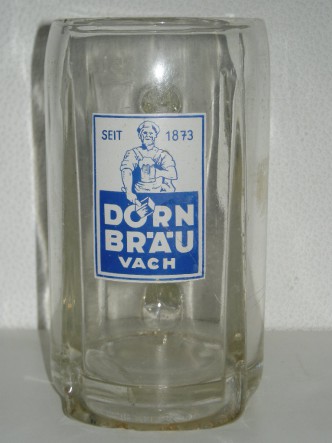 SEIT 1873
DORN
BRÄU
VACH